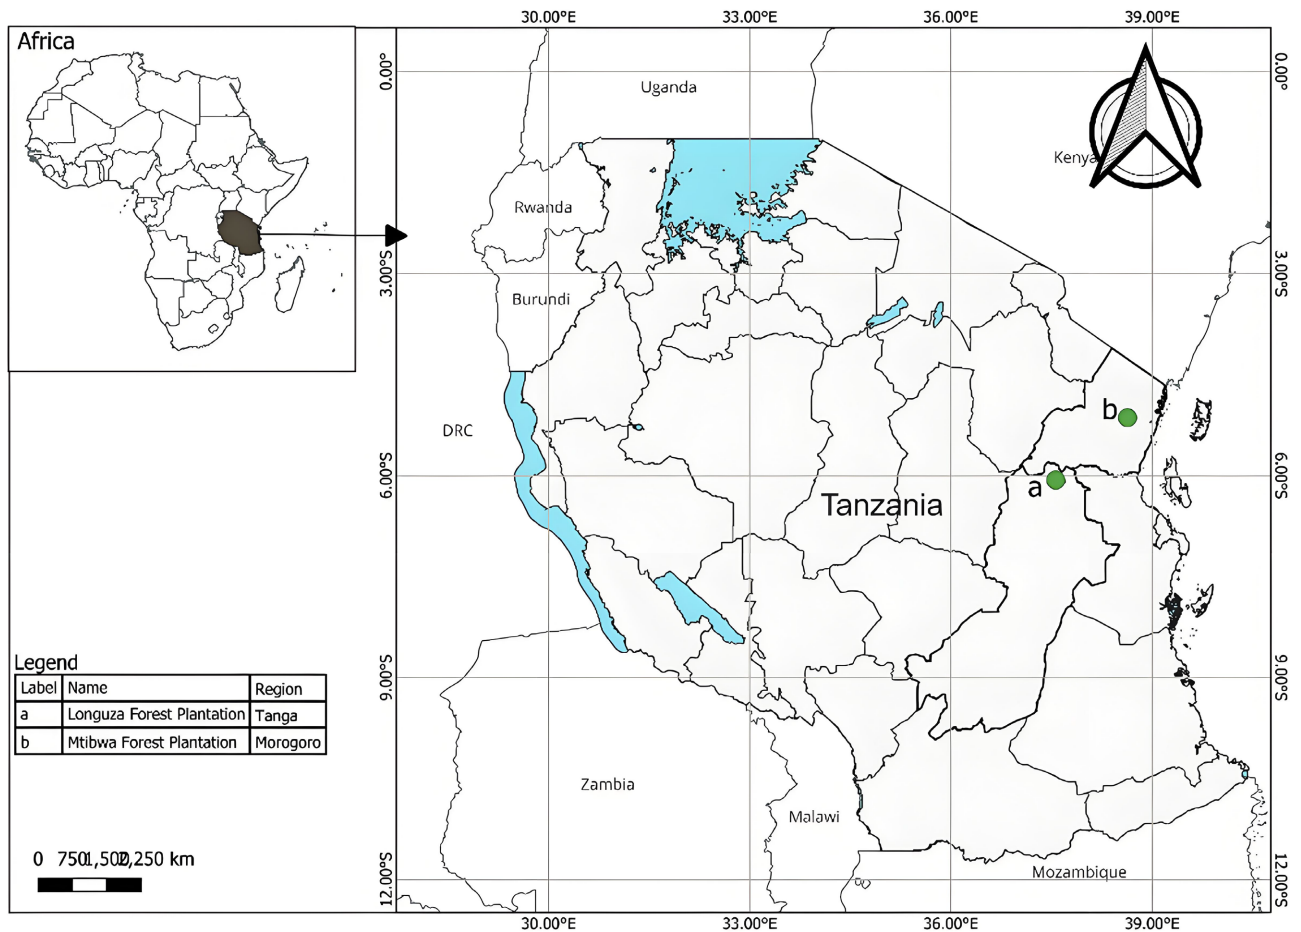 Africa
30.00°E 33.00°E 36.00°E 39.00°E
0.00° 0.00°
3.00°S 3.00°S
6.00°S 6.00°S
9.00°S 9.00°S
12.00°S 12.00°S
Uganda
Kenya
Rwanda
Burundi
DRC
b
a
Tanzania
Zambia
Malawi
Mozambique
Legend
Label Name Region
a Longuza Forest Plantation Tanga
b Mtibwa Forest Plantation Morogoro
0 750 1,500 2,250 km
30.00°E 33.00°E 36.00°E 39.00°E